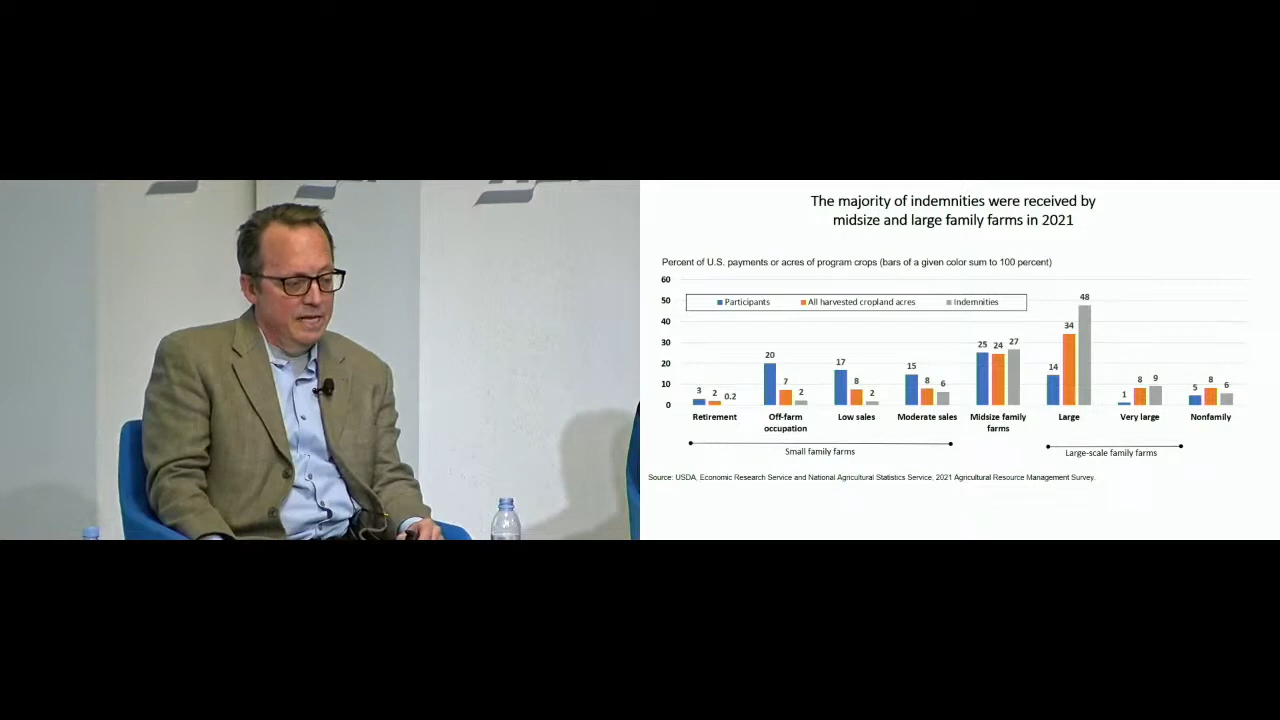 The majority of indemnities were received by
midsize and large family farms in 2021
Percent of U.S. payments or acres of program crops (bars of a given color sum to 100 percent)
60
50
40
30
20
10
0
Participants All harvested cropland acres Indemnities
3 2 0.2
20 7 2
17 8 2
15 8 6
25 24 27
14 34 48
1 8 9
5 8 6
Retirement
Off-farm
occupation
Low sales
Moderate sales
Midsize family
farms
Large
Very large
Nonfamily
Small family farms
Large-scale family farms
Source: USDA, Economic Research Service and National Agricultural Statistics Service, 2021 Agricultural Resource Management Survey.